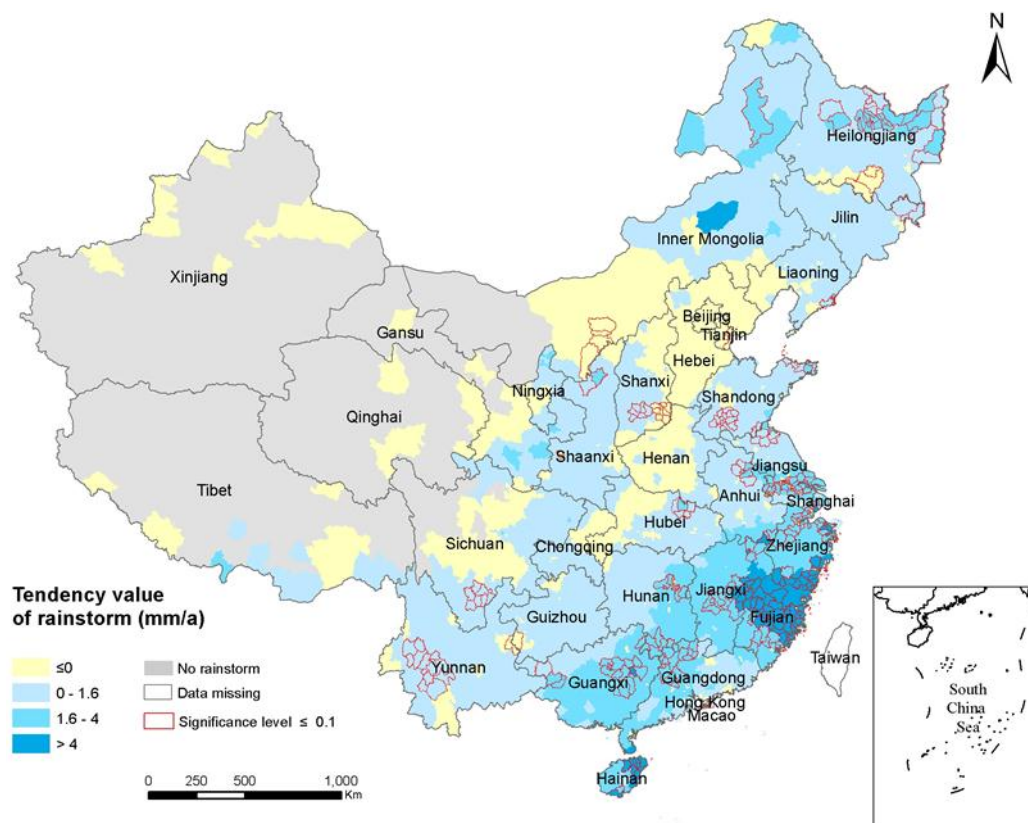 N
Heilongjiang
Jilin
Inner Mongolia
Liaoning
Xinjiang
Beijing
Tianjin
Gansu
Hebei
Ningxia
Shanxi
Shandong
Qinghai
Shaanxi
Henan
Jiangsu
Tibet
Anhui
Shanghai
Hubei
Sichuan
Chongqing
Zhejiang
Hunan
Jiangxi
Guizhou
Fujian
Taiwan
Yunnan
Guangxi
Guangdong
Hong Kong
Macao
Hainan
Tendency value
of rainstorm (mm/a)
≤0
0 - 1.6
1.6 - 4
> 4
No rainstorm
Data missing
Significance level ≤ 0.1
0 250 500 1,000
Km
South
China
Sea